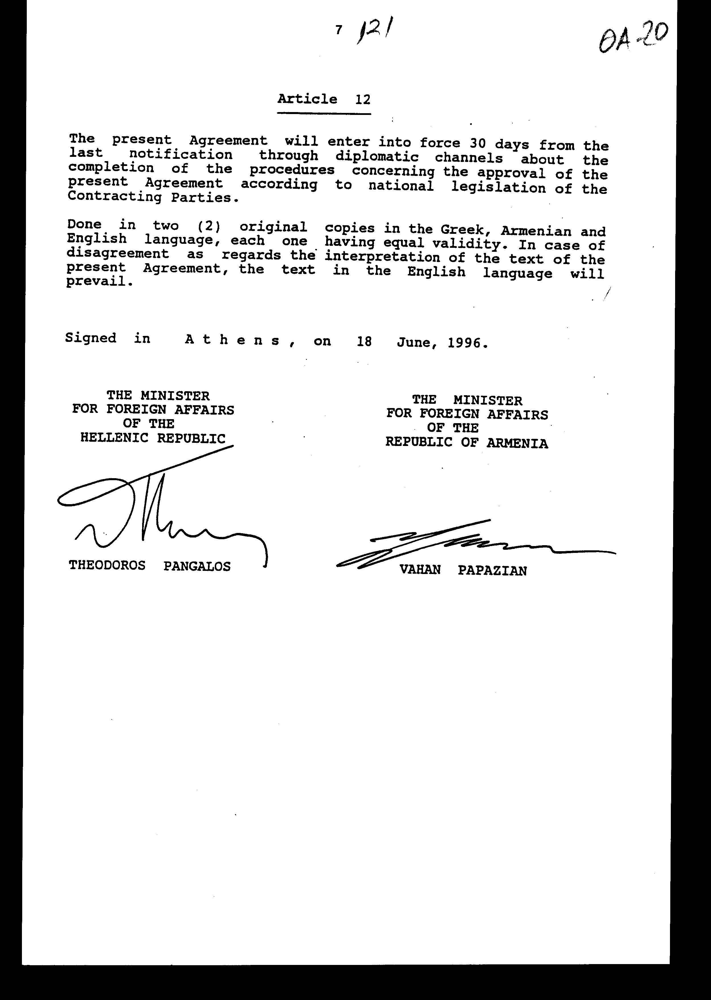 7 121
ΘΑ-20
Article 12
The present Agreement will enter into force 30 days from the
last notification through diplomatic channels about the
completion of the procedures concerning the approval of the
present Agreement according to national legislation of the
Contracting Parties.
Done in two (2) original copies in the Greek, Armenian and
English language, each one having equal validity. In case of
disagreement as regards the interpretation of the text of the
present Agreement, the text in the English language will
prevail.
Signed in A t h e n s , on 18 June, 1996.
THE MINISTER
FOR FOREIGN AFFAIRS
OF THE
HELLENIC REPUBLIC
THEODOROS PANGALOS
THE MINISTER
FOR FOREIGN AFFAIRS
OF THE
REPUBLIC OF ARMENIA
VAHAN PAPAZIAN